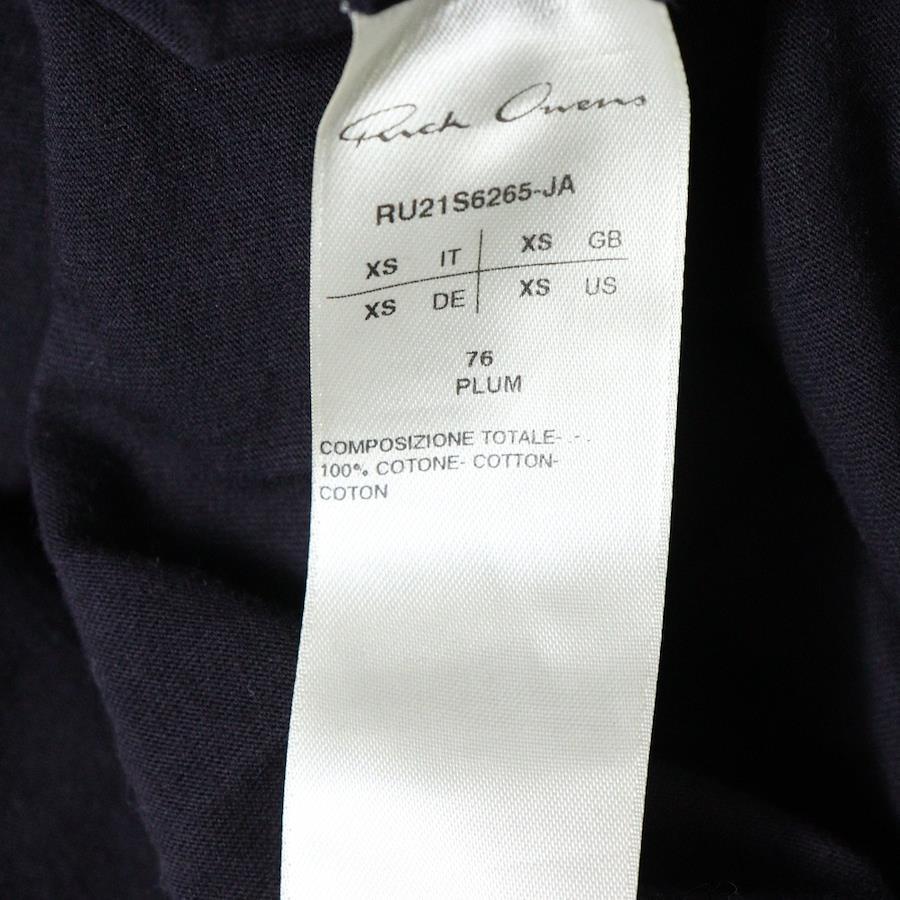 Rick Owens
RU21S6265-JA
XS IT XS GB
XS DE XS US
76
PLUM
COMPOSIZIONE TOTALE- .-.
100% COTONE- COTTON-
COTON